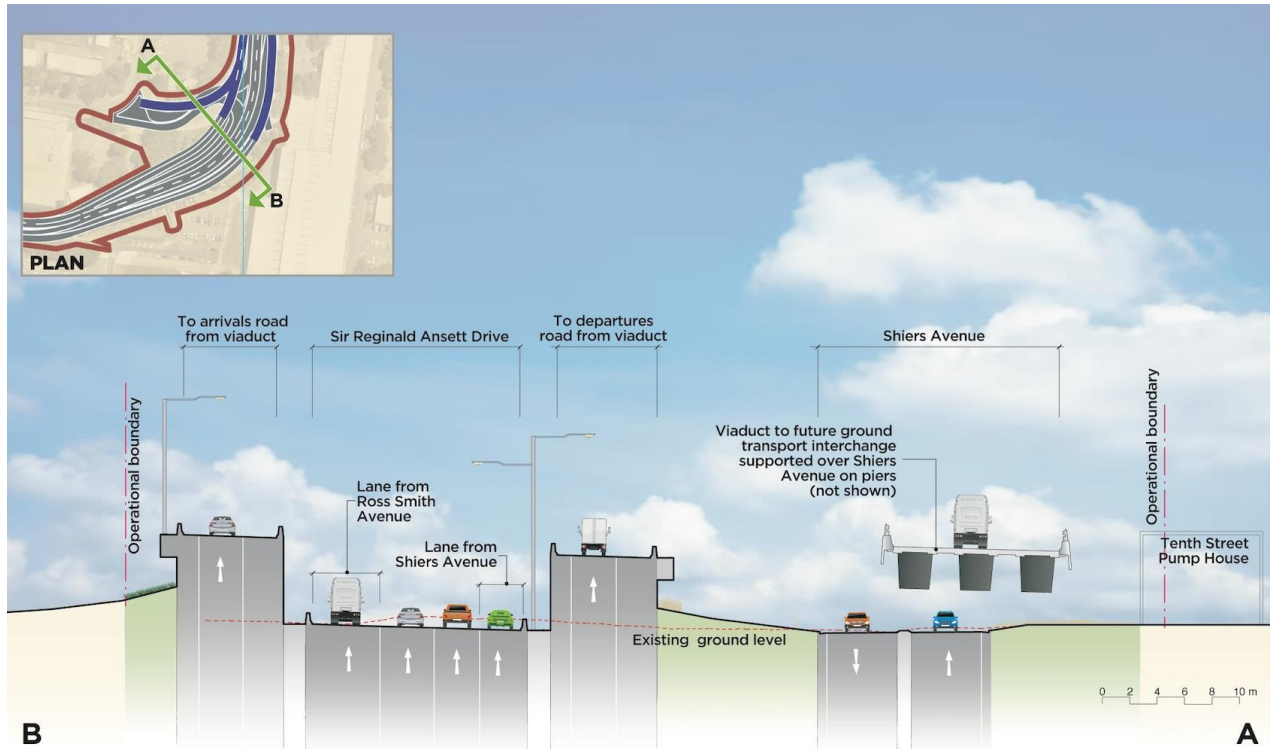 A
B
PLAN
To arrivals road
from viaduct
Sir Reginald Ansett Drive
To departures
road from viaduct
Shiers Avenue
Operational boundary
Lane from
Ross Smith
Avenue
Lane from
Shiers Avenue
Viaduct to future ground
transport interchange
supported over Shiers
Avenue on piers
(not shown)
Operational boundary
Tenth Street
Pump House
Existing ground level
0 2 4 6 8 10 m
B
A